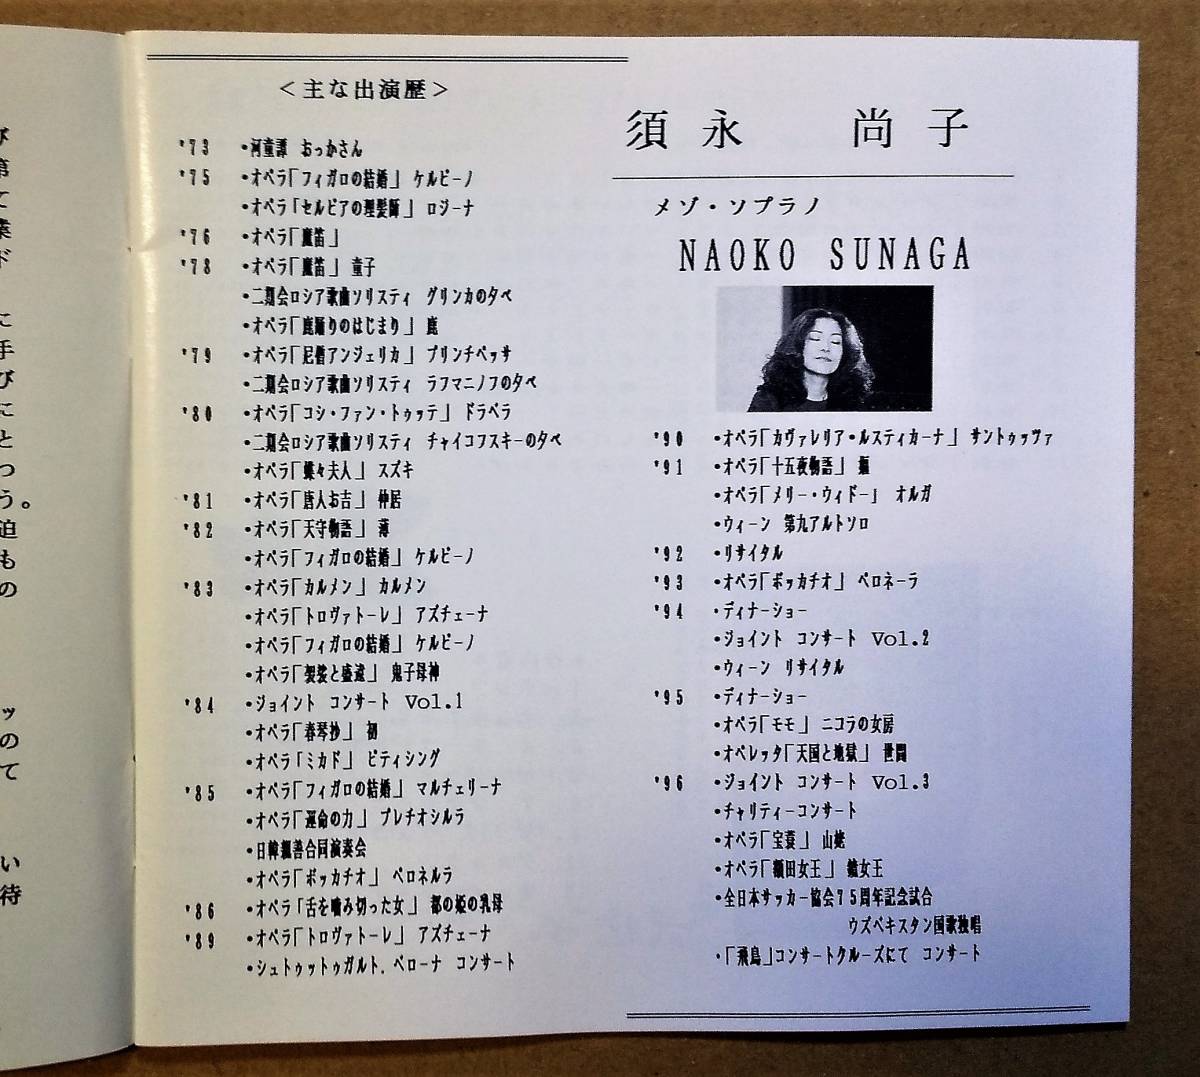 ＜主な出演歴＞
'73 ・河童譚 おっかさん
'75 ・オペラ「フィガロの結婚」 ケルビーノ
・オペラ「セルビアの理髪師」 ロジーナ
'76 ・オペラ「魔笛」
'78 ・オペラ「魔笛」 童子
・二期会ロシア歌曲ソリスティ グリンカの夕べ
・オペラ「鹿踊りのはじまり」 鹿
'79 ・オペラ「尼僧アンジェリカ」 プリンチペッサ
・二期会ロシア歌曲ソリスティ ラフマニノフの夕べ
'80 ・オペラ「コシ・ファン・トゥッテ」 ドラベラ
・二期会ロシア歌曲ソリスティ チャイコフスキーの夕べ
・オペラ「蝶々夫人」 スズキ
'81 ・オペラ「唐人お吉」 仲居
'82 ・オペラ「天守物語」 薄
・オペラ「フィガロの結婚」 ケルビーノ
'83 ・オペラ「カルメン」 カルメン
・オペラ「トロヴァトーレ」 アズチェーナ
・オペラ「フィガロの結婚」 ケルビーノ
・オペラ「袈裟と盛遠」 鬼子母神
'84 ・ジョイント コンサート Vol.1
・オペラ「春琴抄」 初
・オペラ「ミカド」 ピティシング
'85 ・オペラ「フィガロの結婚」 マルチェリーナ
・オペラ「運命の力」 プレチオシルラ
・日韓親善合同演奏会
・オペラ「ボッカチオ」 ペロネルラ
'86 ・オペラ「舌を噛み切った女」 都の姫の乳母
'89 ・オペラ「トロヴァトーレ」 アズチェーナ
・シュトゥットゥガルト.ベローナ コンサート
須永 尚子
メゾ・ソプラノ
NAOKO SUNAGA
'90 ・オペラ「カヴァレリア・ルスティカーナ」 サントゥッツァ
'91 ・オペラ「十五夜物語」
・オペラ「メリー・ウィドー」 オルガ
・ウィーン 第九アルトソロ
'92 ・リサイタル
'93 ・オペラ「ボッカチオ」 ペロネーラ
'94 ・ディナーショー
・ジョイント コンサート Vol.2
・ウィーン リサイタル
'95 ・ディナーショー
・オペラ「モモ」 ニコラの女房
・オペレッタ「天国と地獄」 世間
'96 ・ジョイント コンサート Vol.3
・チャリティーコンサート
・オペラ「宝蓑」 山姥
・オペラ「額田女王」 鏡女王
・全日本サッカー協会75周年記念試合
ウズベキスタン国歌独唱
・「飛鳥」コンサートクルーズにて コンサート